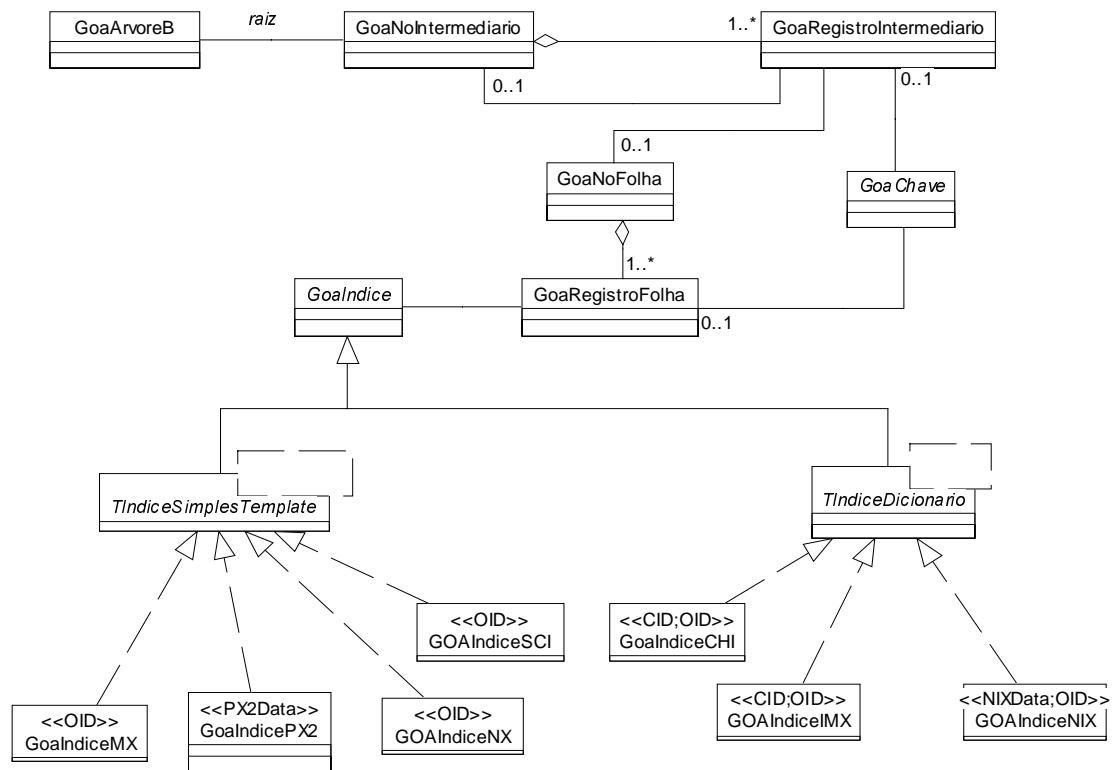 GoaArvoreB
raiz
GoaNoIntermediario
1..*
GoaRegistroIntermediario
0..1
0..1
0..1
GoaNoFolha
GoaChave
1..*
GoaIndice
GoaRegistroFolha
0..1
TIndiceSimplesTemplate
TIndiceDicionario
<<OID>>
GOAIndiceSCI
<<CID;OID>>
GoaIndiceCHI
<<OID>>
GoaIndiceMX
<<PX2Data>>
GoaIndicePX2
<<OID>>
GOAIndiceNX
<<CID;OID>>
GOAIndiceIMX
<<NIXData;OID>>
GOAIndiceNIX